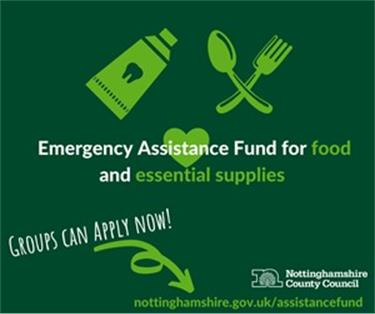 Emergency Assistance Fund for food
and essential supplies
Groups can Apply now!
Nottinghamshire
County Council
nottinghamshire.gov.uk/assistancefund